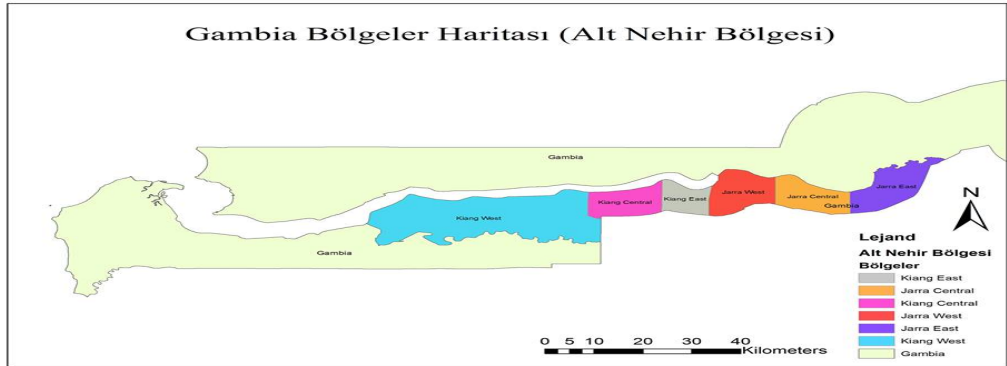 Gambia Bölgeler Haritası (Alt Nehir Bölgesi)
Gambia
Jarra East
Jarra West
Jarra Central
Kiang East
Kiang Central
Gambia
Kiang West
Gambia
N
Lejand
Alt Nehir Bölgesi
Bölgeler
Kiang East
Jarra Central
Kiang Central
Jarra West
Jarra East
Kiang West
Gambia
0 5 10 20 30 40
Kilometers